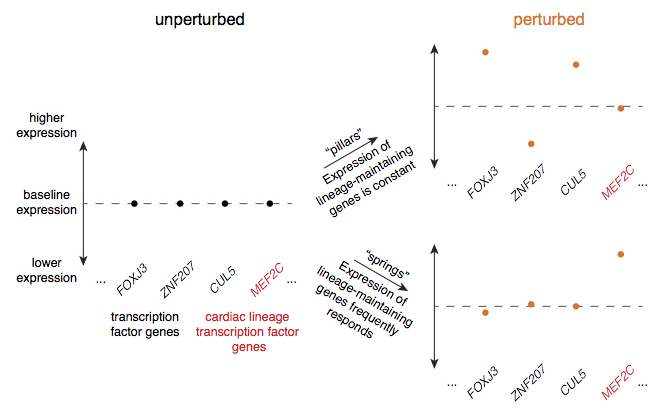 unperturbed
perturbed
higher
expression
baseline
expression
lower
expression
... FOXJ3 ZNF207 CUL5 MEF2C ...
transcription
factor genes
cardiac lineage
transcription factor
genes
“pillars”
Expression of
lineage-maintaining
genes is constant
... FOXJ3 ZNF207 CUL5 MEF2C ...
“springs”
Expression of
lineage-maintaining
genes frequently
responds
... FOXJ3 ZNF207 CUL5 MEF2C ...